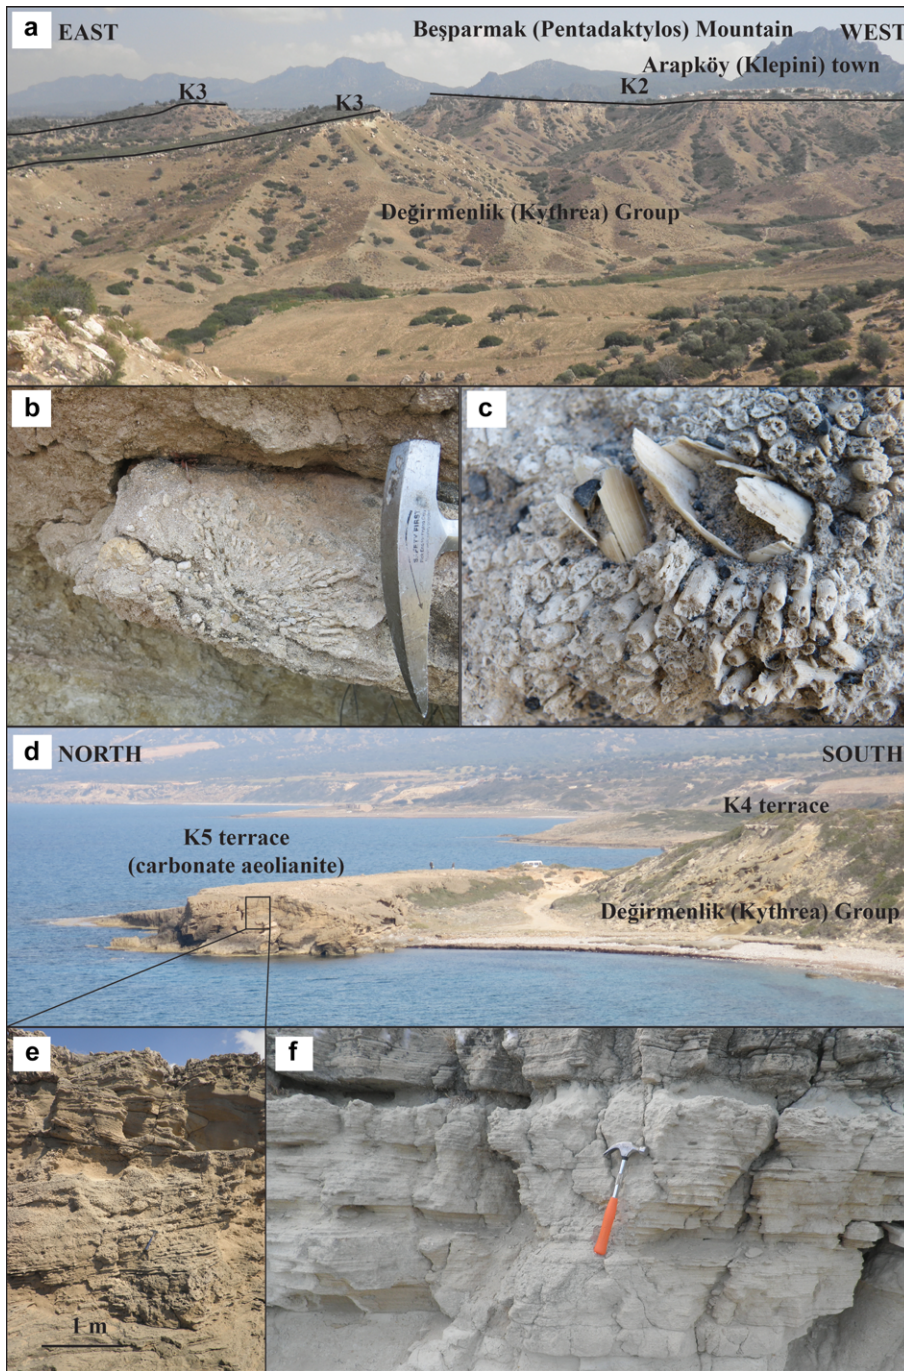 a
EAST
Beşparmak (Pentadaktylos) Mountain
WEST
Arapköy (Klepini) town
K3
K2
K3
Değirmenlik (Kythrea) Group
b
c
d
NORTH
SOUTH
K4 terrace
K5 terrace
(carbonate aeolianite)
Değirmenlik (Kythrea) Group
e
f
1 m